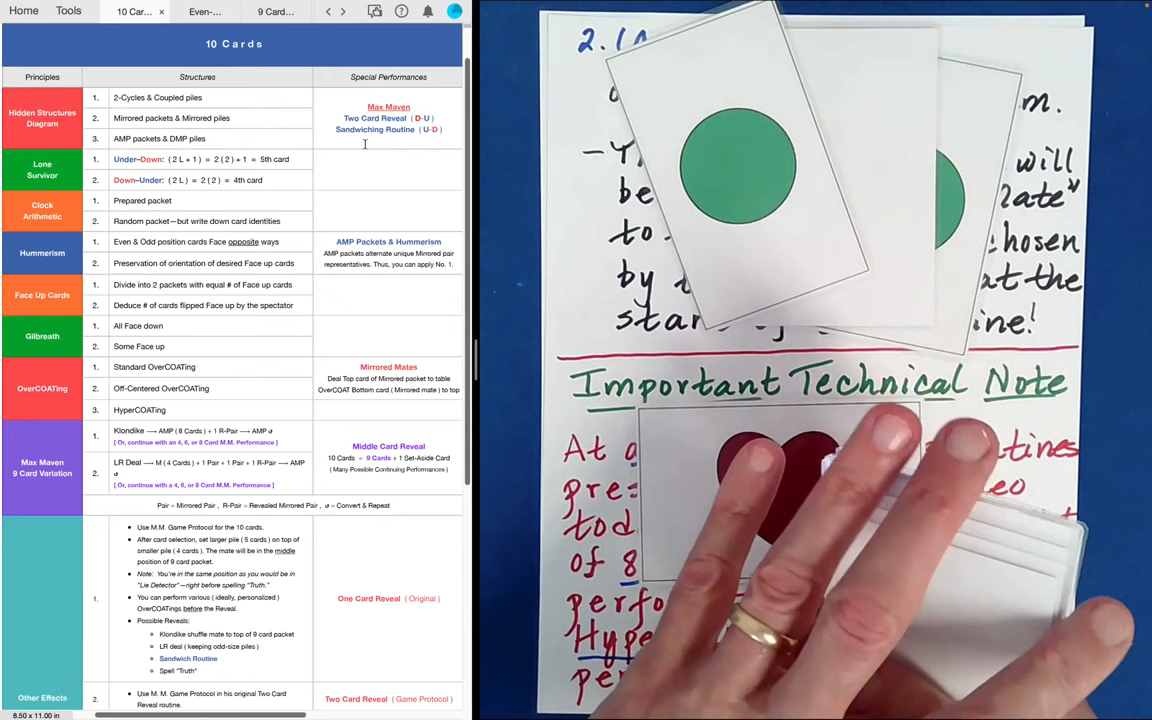 Home Tools 10 Car... × Even-... 9 Card...
10 Cards
Principles Structures Special Performances
Hidden Structures
Diagram
1. 2-Cycles & Coupled piles
2. Mirrored packets & Mirrored piles
3. AMP packets & DMP piles
Max Maven
Two Card Reveal ( D-U )
Sandwiching Routine ( U-D )
Lone
Survivor
1. Under–Down: ( 2 L + 1 ) = 2 ( 2 ) + 1 = 5th card
2. Down–Under: ( 2 L ) = 2 ( 2 ) = 4th card
Clock
Arithmetic
1. Prepared packet
2. Random packet—but write down card identities
Hummerism
1. Even & Odd position cards Face opposite ways
2. Preservation of orientation of desired Face up cards
AMP Packets & Hummerism
AMP packets alternate unique Mirrored pair
representatives. Thus, you can apply No. 1.
Face Up Cards
1. Divide into 2 packets with equal # of Face up cards
2. Deduce # of cards flipped Face up by the spectator
Gilbreath
1. All Face down
2. Some Face up
OverCOATing
1. Standard OverCOATing
2. Off-Centered OverCOATing
3. HyperCOATing
Mirrored Mates
Deal Top card of Mirrored packet to table
OverCOAT Bottom card ( Mirrored mate ) to top
Max Maven
9 Card Variation
1. Klondike → AMP ( 8 Cards ) + 1 R-Pair → AMP ↺
[ Or, continue with an 4, 6, or 8 Card M.M. Performance ]
2. LR Deal → M ( 4 Cards ) + 1 Pair + 1 Pair + 1 R-Pair → AMP
↺
[ Or, continue with a 4, 6, or 8 Card M.M. Performance ]
Middle Card Reveal
10 Cards = 9 Cards + 1 Set-Aside Card
( Many Possible Continuing Performances )
Pair = Mirrored Pair , R-Pair = Revealed Mirrored Pair , ↺ = Convert & Repeat
Other Effects
1.
• Use M.M. Game Protocol for the 10 cards.
• After card selection, set larger pile ( 5 cards ) on top of
smaller pile ( 4 cards ). The mate will be in the middle
position of 9 card packet.
• Note: You're in the same position as you would be in
"Lie Detector"—right before spelling "Truth."
• You can perform various ( ideally, personalized )
OverCOATings before the Reveal.
• Possible Reveals:
○ Klondike shuffle mate to top of 9 card packet
○ LR deal ( keeping odd-size piles )
○ Sandwich Routine
○ Spell "Truth"
One Card Reveal ( Original )
2.
• Use M. M. Game Protocol in his original Two Card
Reveal routine.
Two Card Reveal ( Game Protocol )
8.50 x 11.00 in
2.
m.
will
be
to
chosen
by at the
ine!
Important Technical Note
At
tines
pre
eo
tod
of 8
perfo
Hype